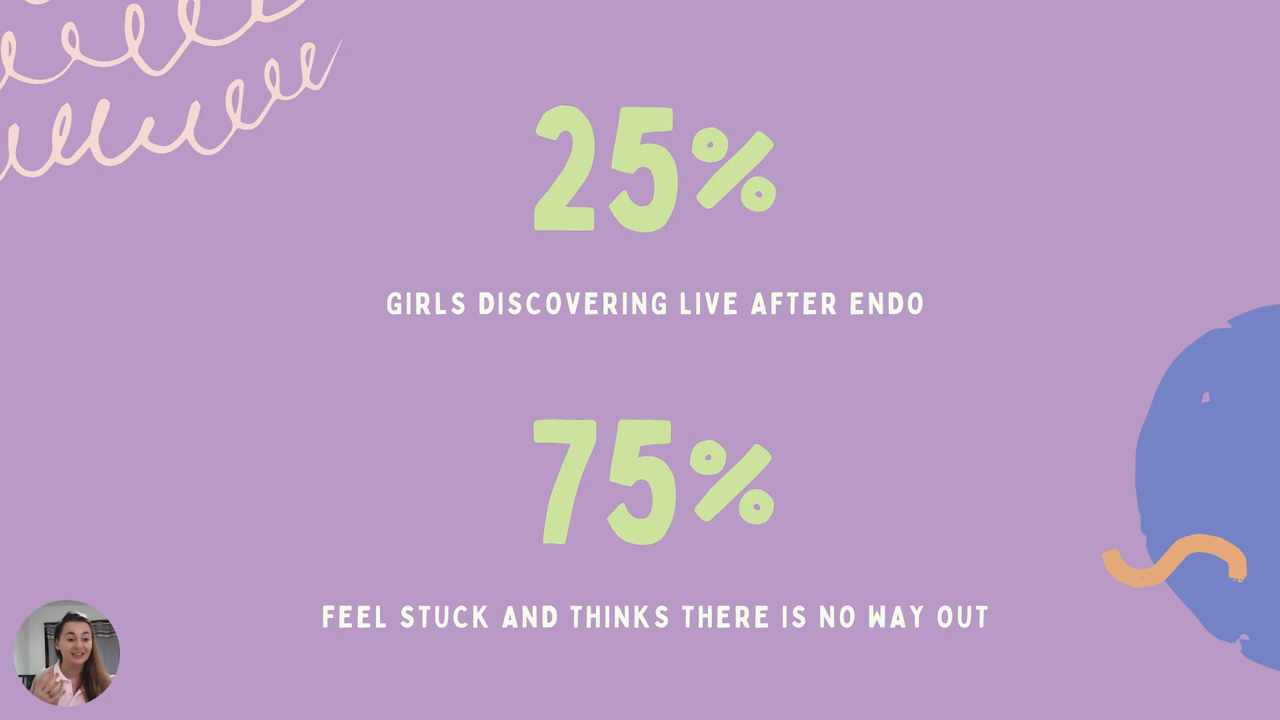 25%
GIRLS DISCOVERING LIVE AFTER ENDO
75%
FEEL STUCK AND THINKS THERE IS NO WAY OUT